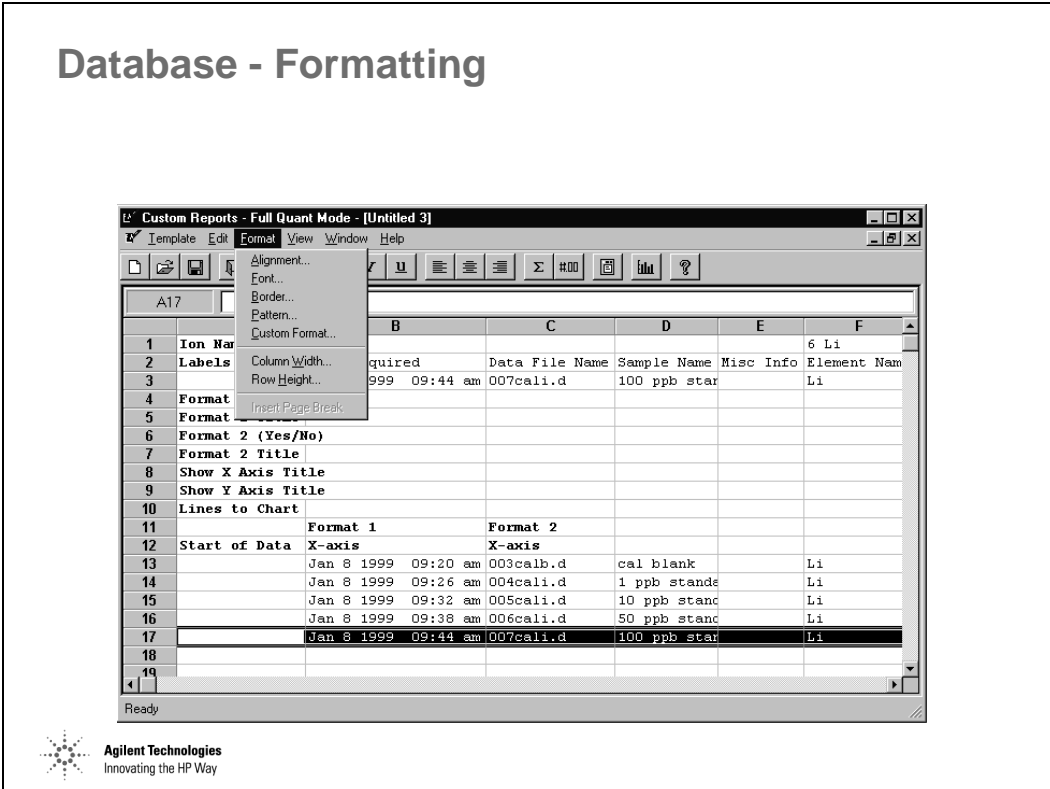 Database - Formatting
Custom Reports - Full Quant Mode - [Untitled 3]
Template Edit Format View Window Help
Alignment...
Font...
Border...
Pattern...
Custom Format...
Column Width...
Row Height...
Insert Page Break
u Σ #.00 ?
A17
B C D E F
1 Ion Nam 6 Li
2 Labels quired Data File Name Sample Name Misc Info Element Nam
3 999 09:44 am 007cali.d 100 ppb star Li
4 Format
5 Format
6 Format 2 (Yes/No)
7 Format 2 Title
8 Show X Axis Title
9 Show Y Axis Title
10 Lines to Chart
11 Format 1 Format 2
12 Start of Data X-axis X-axis
13 Jan 8 1999 09:20 am 003calb.d cal blank Li
14 Jan 8 1999 09:26 am 004cali.d 1 ppb standa Li
15 Jan 8 1999 09:32 am 005cali.d 10 ppb stand Li
16 Jan 8 1999 09:38 am 006cali.d 50 ppb stand Li
17 Jan 8 1999 09:44 am 007cali.d 100 ppb star Li
18
19
Ready
Agilent Technologies
Innovating the HP Way